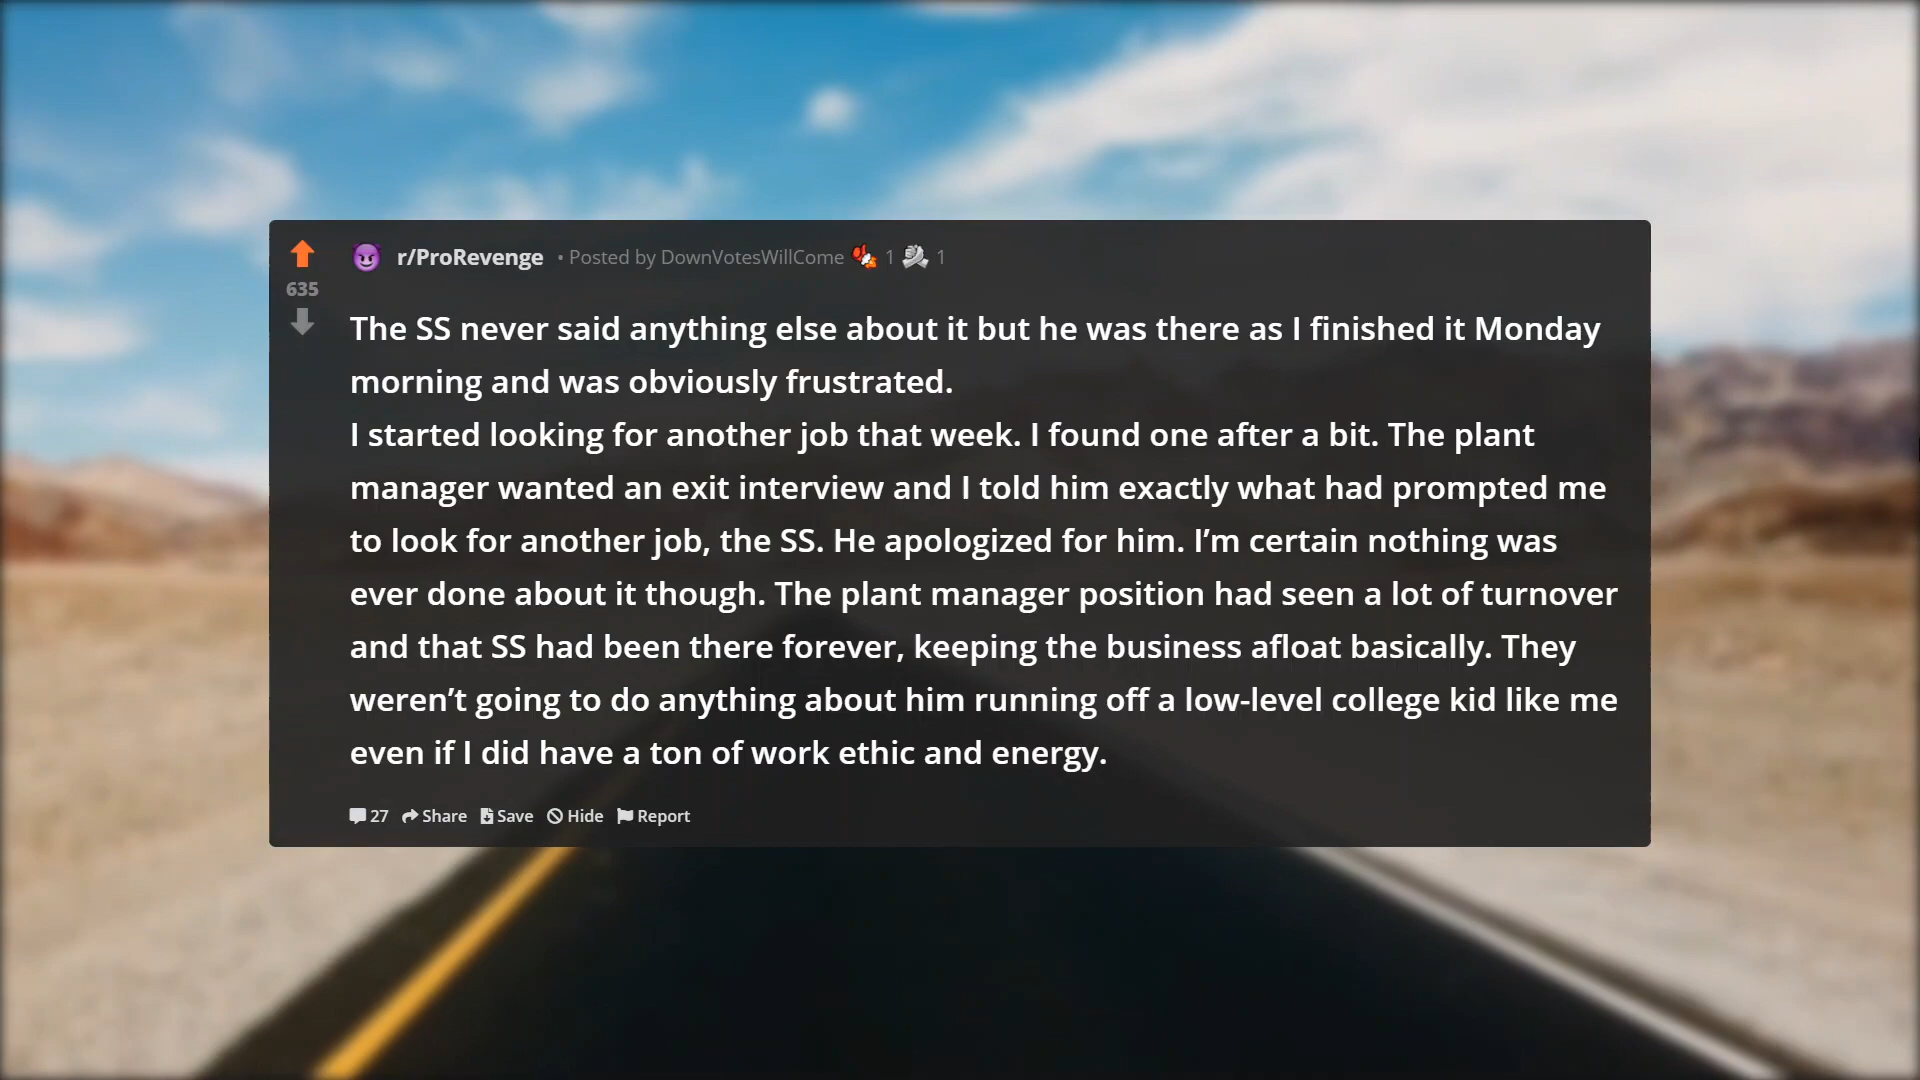 r/ProRevenge • Posted by DownVotesWillCome 1 1
635
The SS never said anything else about it but he was there as I finished it Monday
morning and was obviously frustrated.
I started looking for another job that week. I found one after a bit. The plant
manager wanted an exit interview and I told him exactly what had prompted me
to look for another job, the SS. He apologized for him. I’m certain nothing was
ever done about it though. The plant manager position had seen a lot of turnover
and that SS had been there forever, keeping the business afloat basically. They
weren’t going to do anything about him running off a low-level college kid like me
even if I did have a ton of work ethic and energy.
27 Share Save Hide Report